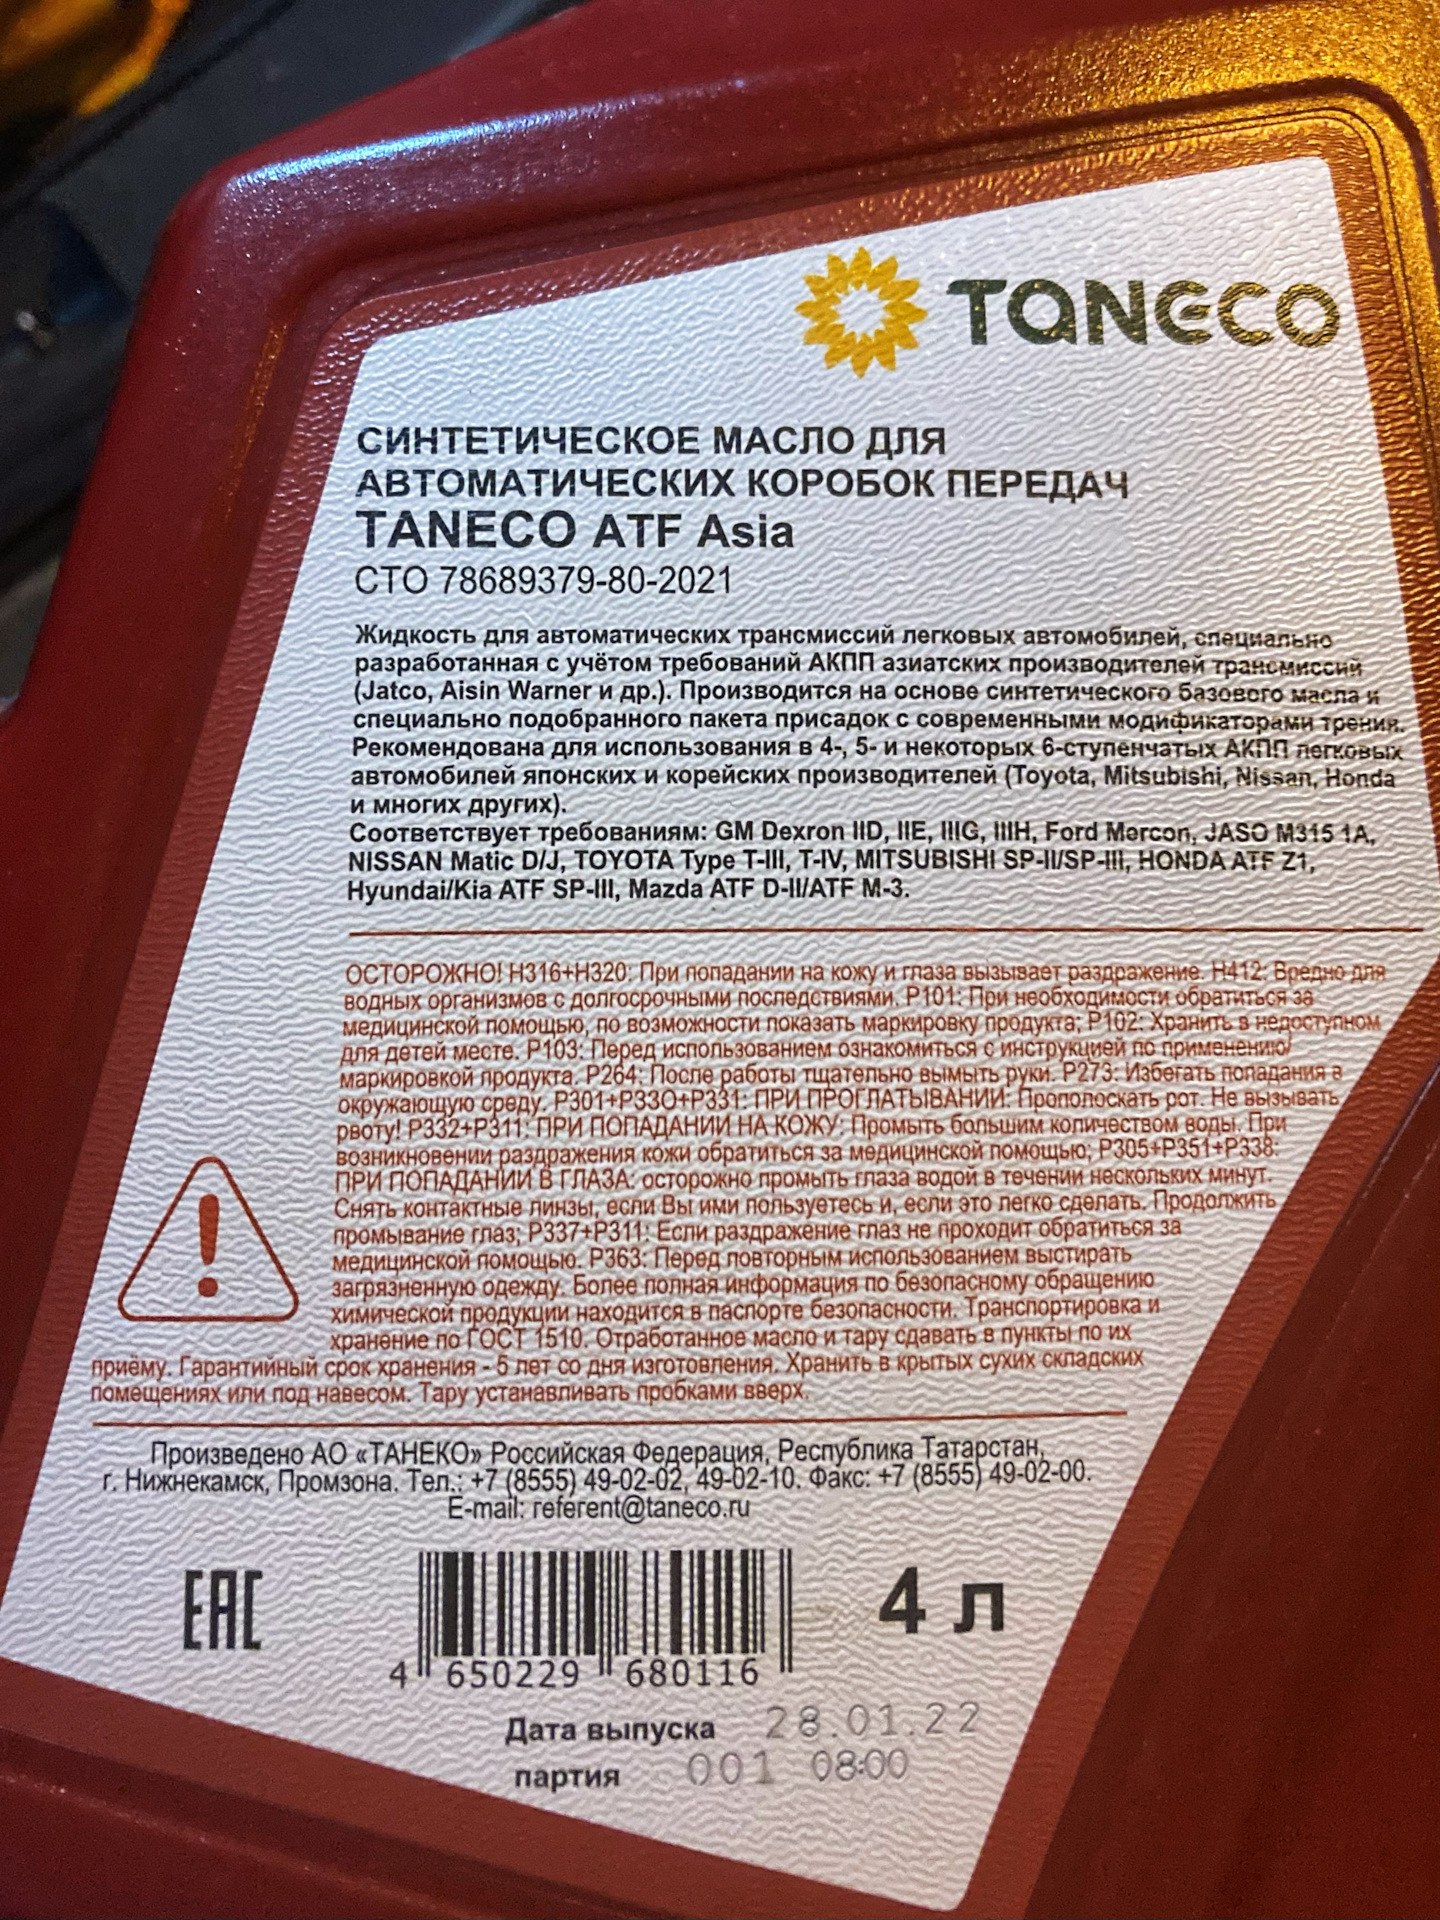 TANECO
СИНТЕТИЧЕСКОЕ МАСЛО ДЛЯ
АВТОМАТИЧЕСКИХ КОРОБОК ПЕРЕДАЧ
TANECO ATF Asia
СТО 78689379-80-2021
Жидкость для автоматических трансмиссий легковых автомобилей, специально
разработанная с учётом требований АКПП азиатских производителей трансмиссий
(Jatco, Aisin Warner и др.). Производится на основе синтетического базового масла и
специально подобранного пакета присадок с современными модификаторами трения.
Рекомендована для использования в 4-, 5- и некоторых 6-ступенчатых АКПП легковых
автомобилей японских и корейских производителей (Toyota, Mitsubishi, Nissan, Honda
и многих других).
Соответствует требованиям: GM Dexron IID, IIE, IIIG, IIIH, Ford Mercon, JASO M315 1A,
NISSAN Matic D/J, TOYOTA Type T-III, T-IV, MITSUBISHI SP-II/SP-III, HONDA ATF Z1,
Hyundai/Kia ATF SP-III, Mazda ATF D-II/ATF M-3.
ОСТОРОЖНО! H316+H320: При попадании на кожу и глаза вызывает раздражение. H412: Вредно для
водных организмов с долгосрочными последствиями. P101: При необходимости обратиться за
медицинской помощью, по возможности показать маркировку продукта; P102: Хранить в недоступном
для детей месте. P103: Перед использованием ознакомиться с инструкцией по применению/
маркировкой продукта. P264: После работы тщательно вымыть руки. P273: Избегать попадания в
окружающую среду. P301+P330+P331: ПРИ ПРОГЛАТЫВАНИИ: Прополоскать рот. Не вызывать
рвоту! P332+P311: ПРИ ПОПАДАНИИ НА КОЖУ: Промыть большим количеством воды. При
возникновении раздражения кожи обратиться за медицинской помощью; P305+P351+P338:
ПРИ ПОПАДАНИИ В ГЛАЗА: осторожно промыть глаза водой в течении нескольких минут.
Снять контактные линзы, если Вы ими пользуетесь и, если это легко сделать. Продолжить
промывание глаз; P337+P311: Если раздражение глаз не проходит обратиться за
медицинской помощью. P363: Перед повторным использованием выстирать
загрязненную одежду. Более полная информация по безопасному обращению
химической продукции находится в паспорте безопасности. Транспортировка и
хранение по ГОСТ 1510. Отработанное масло и тару сдавать в пункты по их
приёму. Гарантийный срок хранения - 5 лет со дня изготовления. Хранить в крытых сухих складских
помещениях или под навесом. Тару устанавливать пробками вверх.
Произведено АО «ТАНЕКО» Российская Федерация, Республика Татарстан,
г. Нижнекамск, Промзона. Тел.: +7 (8555) 49-02-02, 49-02-10. Факс: +7 (8555) 49-02-00.
E-mail: referent@taneco.ru
EAC
4 л
4 650229 680116
Дата выпуска 28.01.22
партия 001 08:00